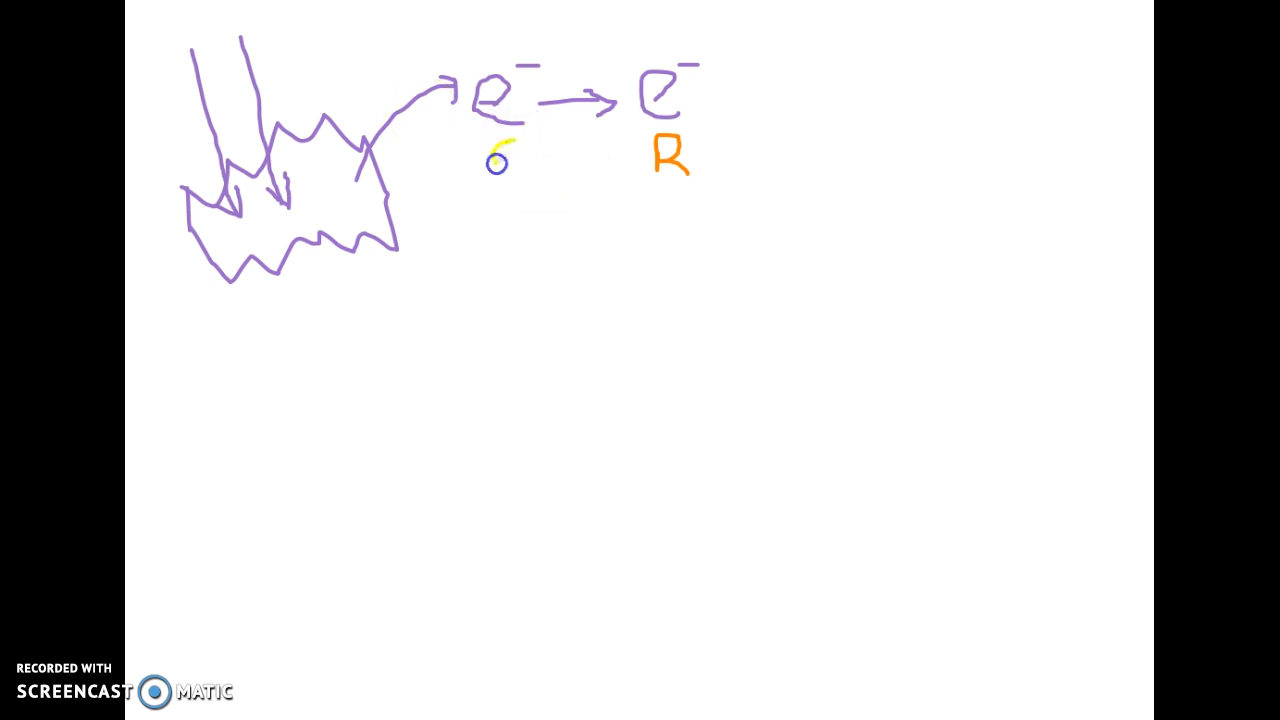 e⁻ → e⁻
R
RECORDED WITH
SCREENCAST MATIC